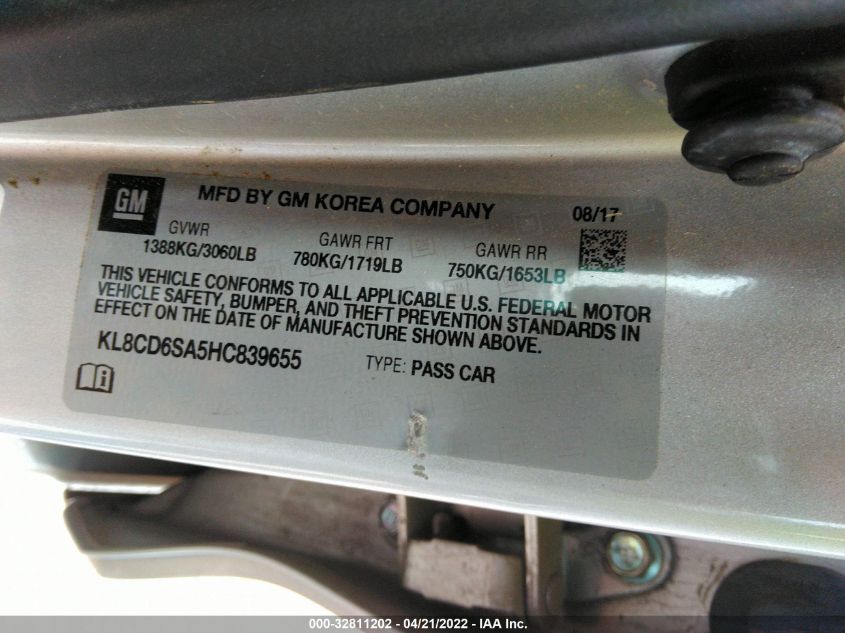 GM
MFD BY GM KOREA COMPANY 08/17
GVWR GAWR FRT GAWR RR
1388KG/3060LB 780KG/1719LB 750KG/1653LB
THIS VEHICLE CONFORMS TO ALL APPLICABLE U.S. FEDERAL MOTOR
VEHICLE SAFETY, BUMPER, AND THEFT PREVENTION STANDARDS IN
EFFECT ON THE DATE OF MANUFACTURE SHOWN ABOVE.
KL8CD6SA5HC839655 TYPE: PASS CAR
000-32811202 - 04/21/2022 - IAA Inc.